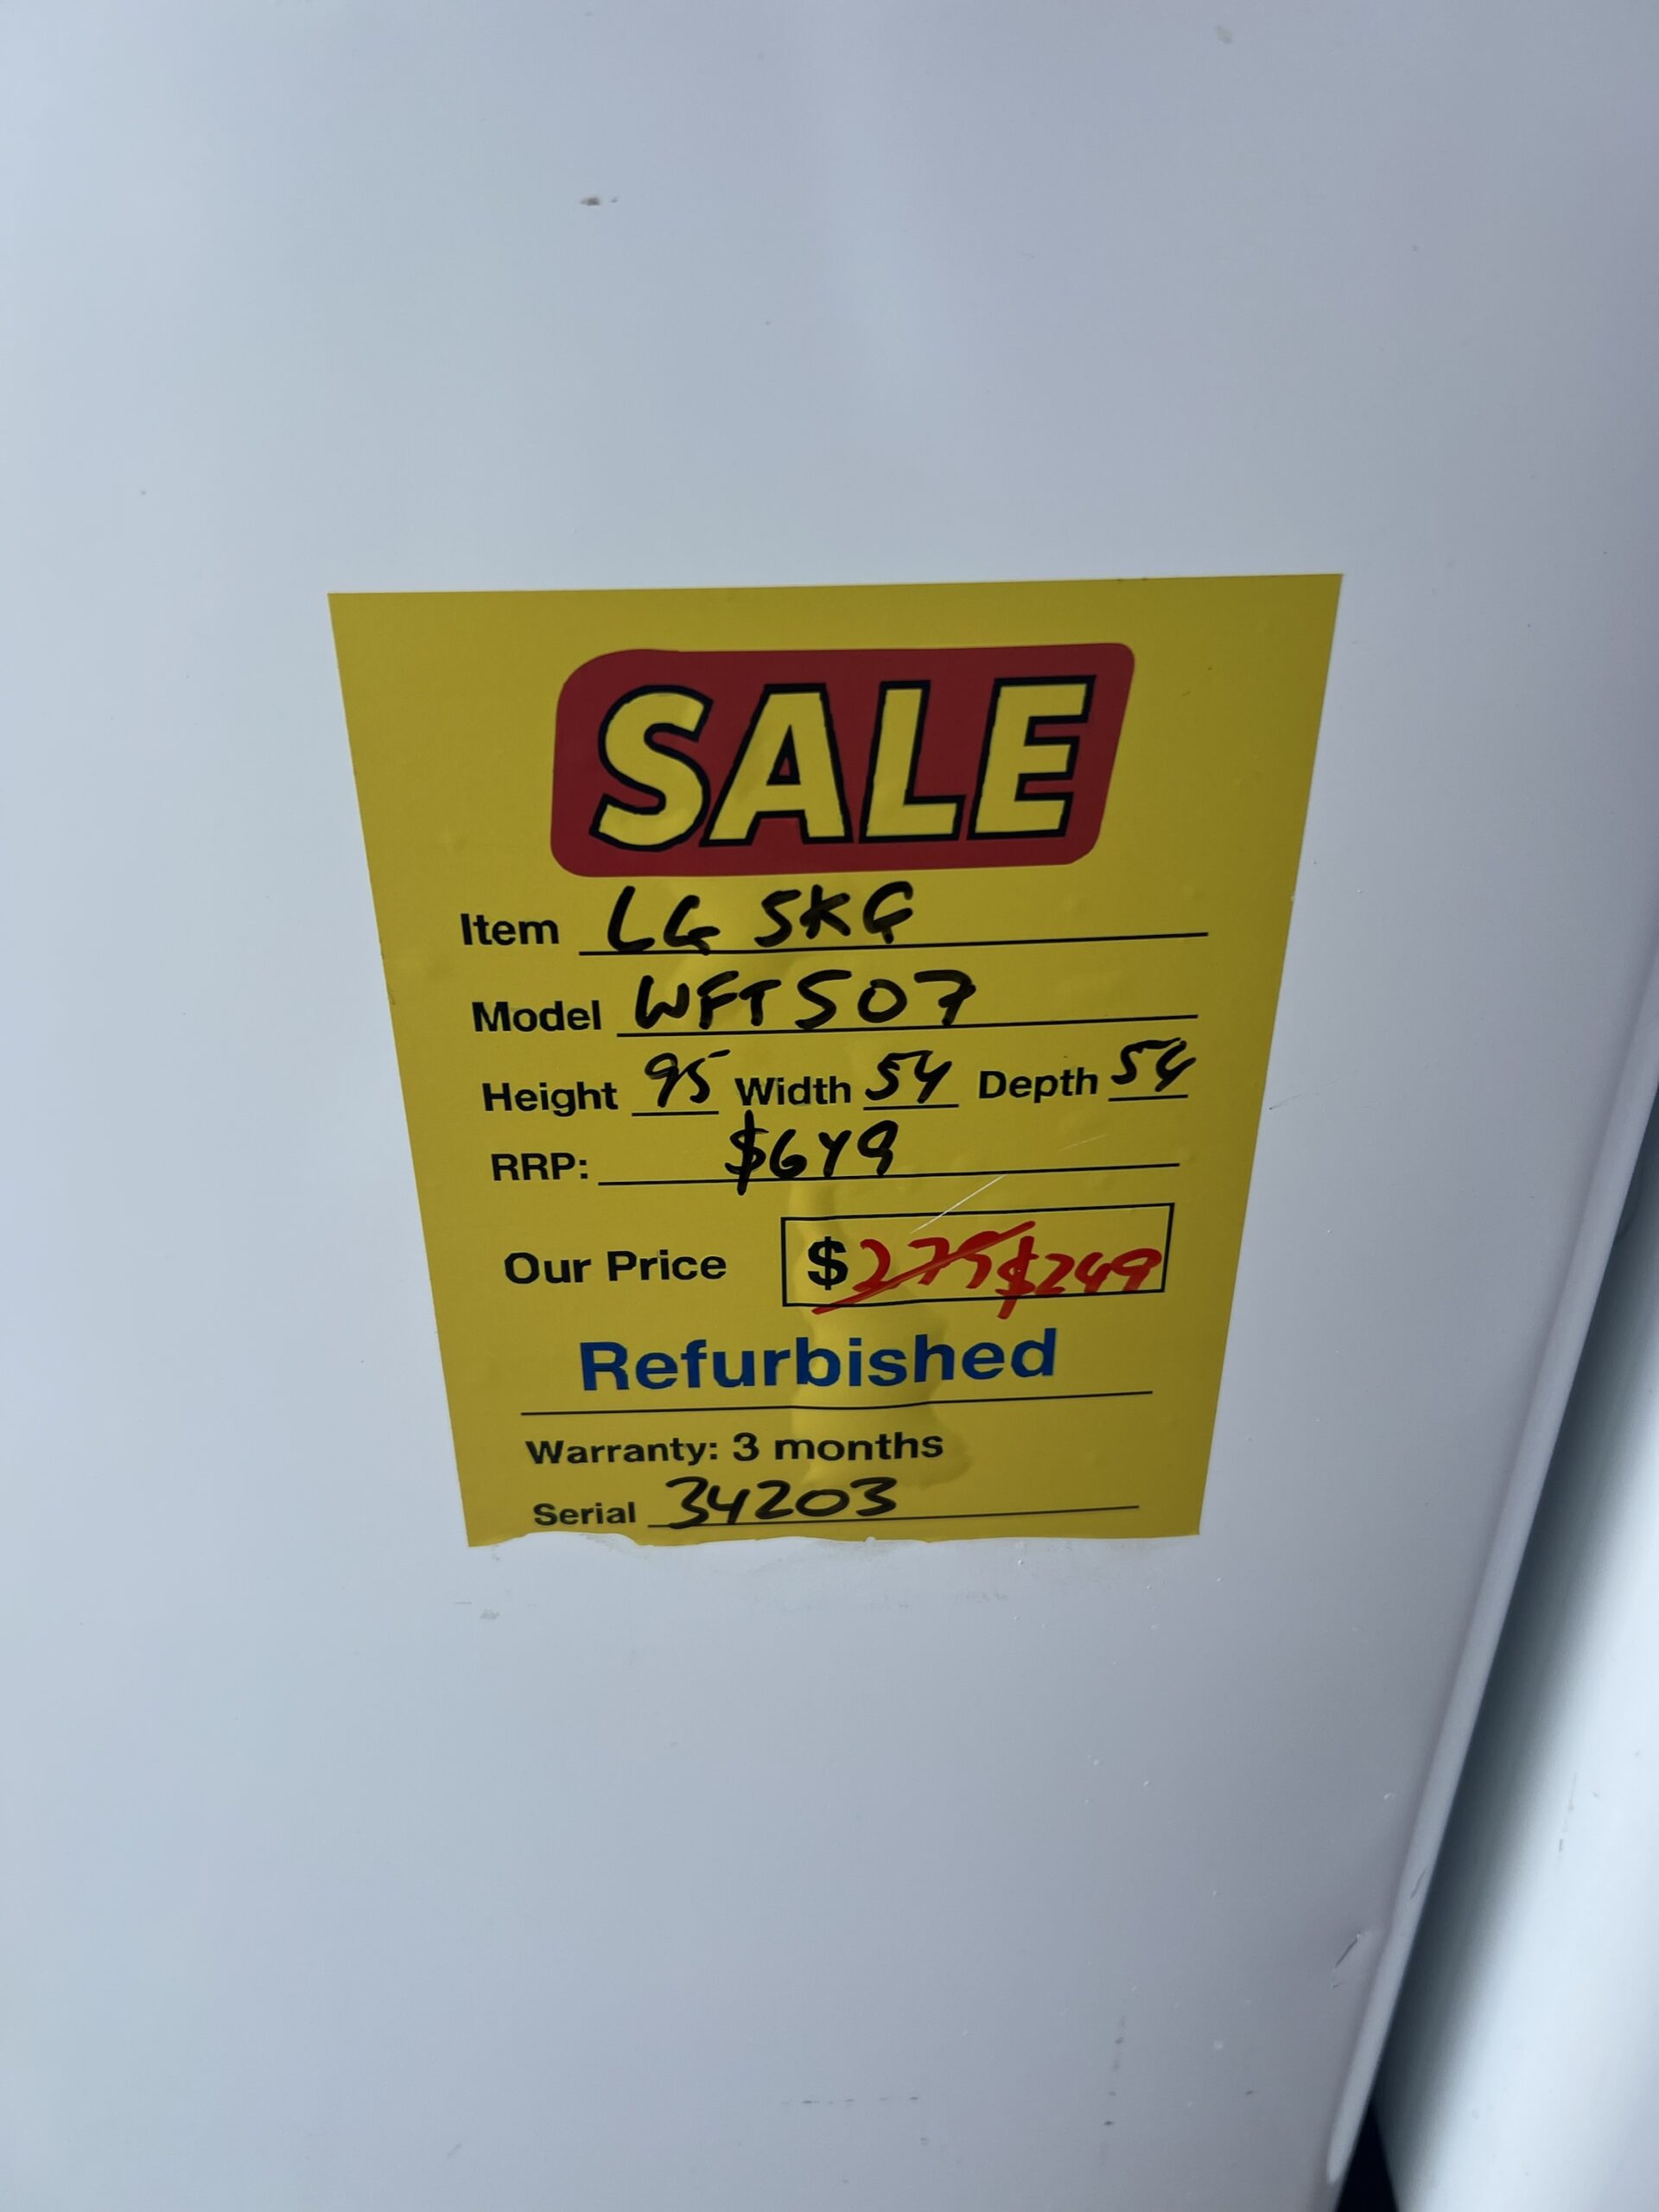 SALE
Item LG 5KG
Model WFT507
Height 95 Width 54 Depth 54
RRP: $649
Our Price $279 $249
Refurbished
Warranty: 3 months
Serial 34203